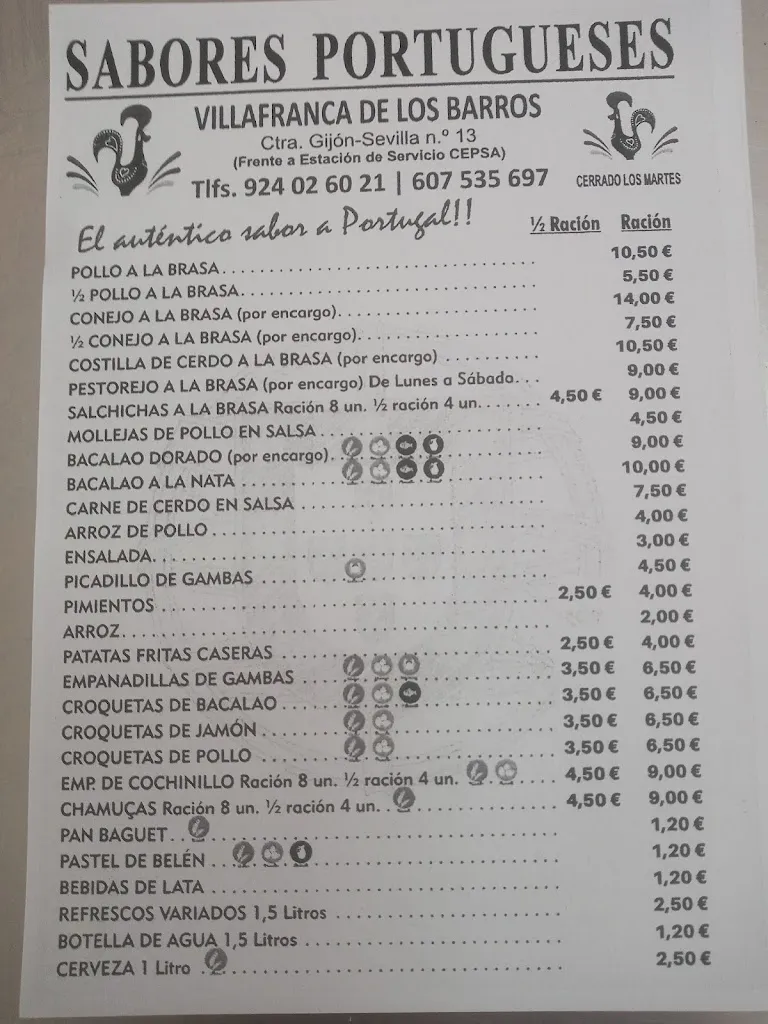 SABORES PORTUGUESES
VILLAFRANCA DE LOS BARROS
Ctra. Gijón-Sevilla n.º 13
(Frente a Estación de Servicio CEPSA)
Tlfs. 924 02 60 21 | 607 535 697
CERRADO LOS MARTES
El auténtico sabor a Portugal!!
½ Ración Ración
POLLO A LA BRASA 10,50 €
½ POLLO A LA BRASA 5,50 €
CONEJO A LA BRASA (por encargo) 14,00 €
½ CONEJO A LA BRASA (por encargo) 7,50 €
COSTILLA DE CERDO A LA BRASA (por encargo) 10,50 €
PESTOREJO A LA BRASA (por encargo) De Lunes a Sábado 9,00 €
SALCHICHAS A LA BRASA Ración 8 un. ½ ración 4 un. 4,50 € 9,00 €
MOLLEJAS DE POLLO EN SALSA 4,50 €
BACALAO DORADO (por encargo) 9,00 €
BACALAO A LA NATA 10,00 €
CARNE DE CERDO EN SALSA 7,50 €
ARROZ DE POLLO 4,00 €
ENSALADA 3,00 €
PICADILLO DE GAMBAS 4,50 €
PIMIENTOS 2,50 € 4,00 €
ARROZ 2,00 €
PATATAS FRITAS CASERAS 2,50 € 4,00 €
EMPANADILLAS DE GAMBAS 3,50 € 6,50 €
CROQUETAS DE BACALAO 3,50 € 6,50 €
CROQUETAS DE JAMÓN 3,50 € 6,50 €
CROQUETAS DE POLLO 3,50 € 6,50 €
EMP. DE COCHINILLO Ración 8 un. ½ ración 4 un. 4,50 € 9,00 €
CHAMUÇAS Ración 8 un. ½ ración 4 un. 4,50 € 9,00 €
PAN BAGUET 1,20 €
PASTEL DE BELÉN 1,20 €
BEBIDAS DE LATA 1,20 €
REFRESCOS VARIADOS 1,5 Litros 2,50 €
BOTELLA DE AGUA 1,5 Litros 1,20 €
CERVEZA 1 Litro 2,50 €